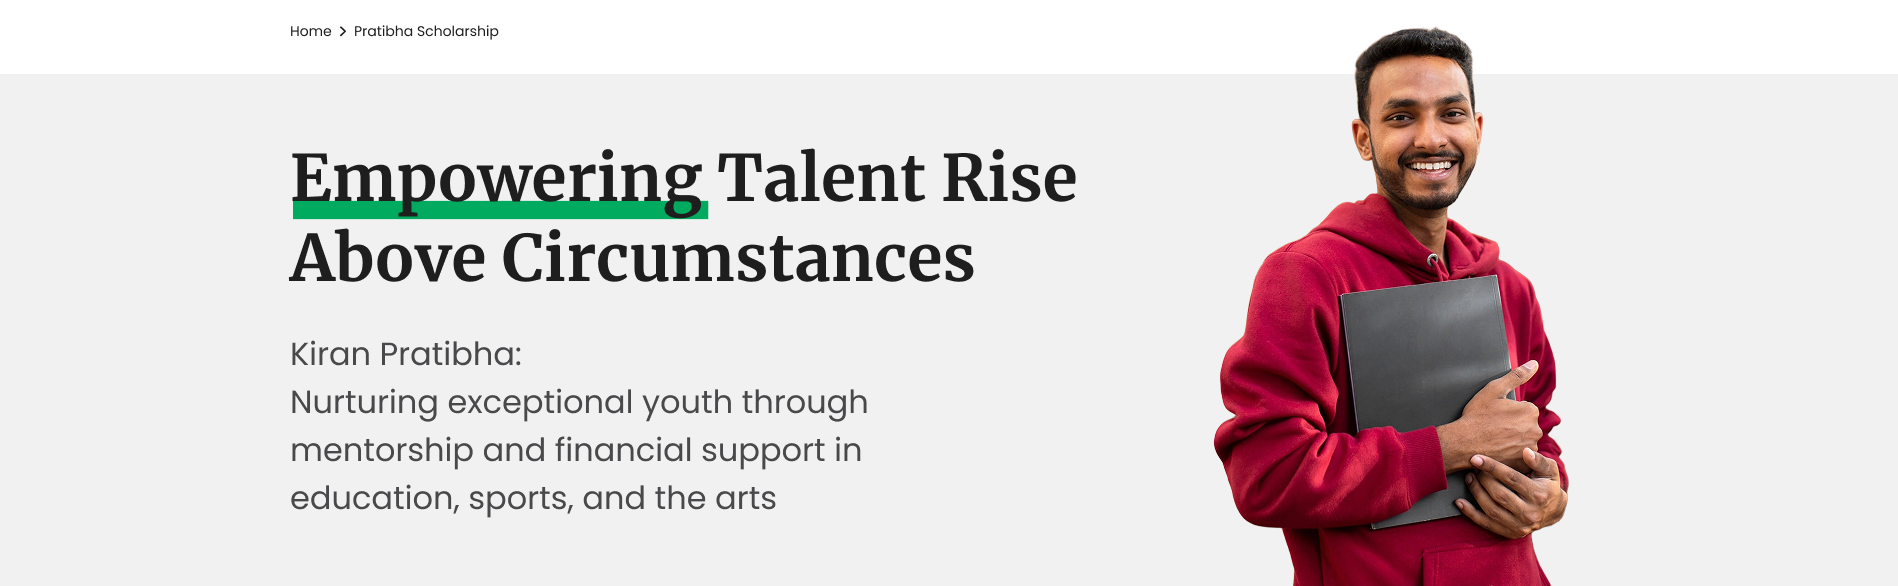 Home > Pratibha Scholarship
Empowering Talent Rise
Above Circumstances
Kiran Pratibha:
Nurturing exceptional youth through
mentorship and financial support in
education, sports, and the arts